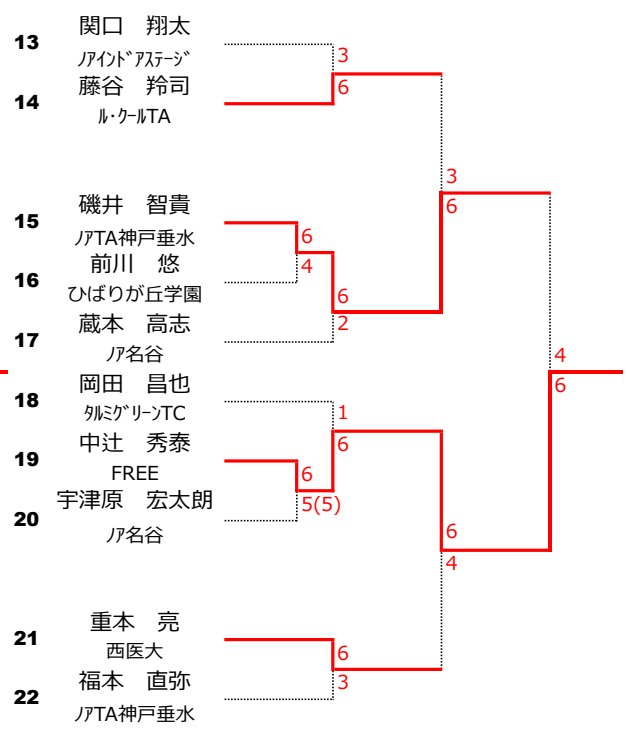 関口 翔太
13
ﾉｱｲﾝﾄﾞｱｽﾃｰｼﾞ
3
藤谷 羚司
6
14
ﾙ･ｸｰﾙTA
3
磯井 智貴
6
15
ﾉｱTA神戸垂水
6
前川 悠
4
16
ひばりが丘学園
6
蔵本 高志
2
17
ﾉｱ名谷
4
岡田 昌也
6
18
ﾀﾙﾐｸﾞﾘｰﾝTC
1
中辻 秀泰
6
19
FREE
6
宇津原 宏太朗
5(5)
20
ﾉｱ名谷
6
4
重本 亮
21
西医大
6
福本 直弥
3
22
ﾉｱTA神戸垂水